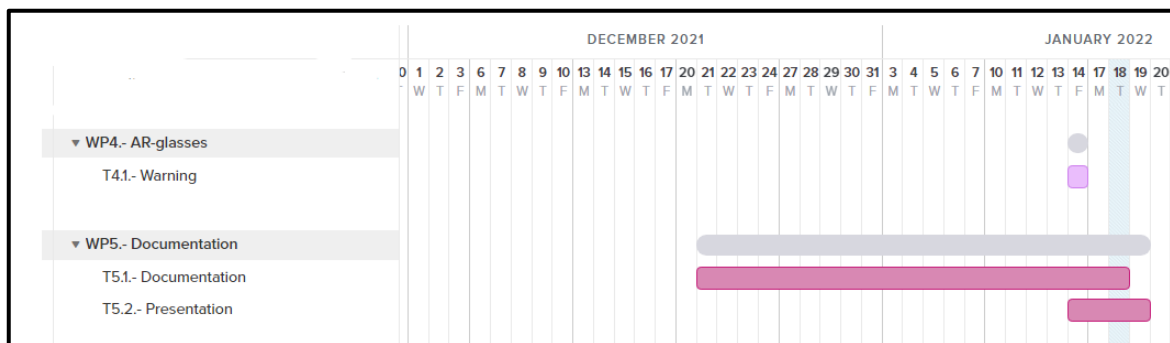 DECEMBER 2021 JANUARY 2022
0 1 2 3 6 7 8 9 10 13 14 15 16 17 20 21 22 23 24 27 28 29 30 31 3 4 5 6 7 10 11 12 13 14 17 18 19 20
W T F M T W T F M T W T F M T W T F M T W T F M T W T F M T W T F M T W T
▼ WP4.- AR-glasses
T4.1.- Warning
▼ WP5.- Documentation
T5.1.- Documentation
T5.2.- Presentation